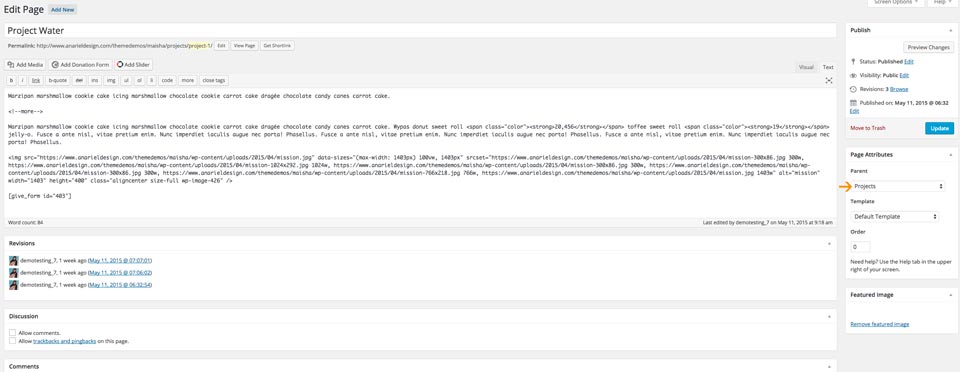 Edit Page Add New
Screen Options Help
Project Water
Permalink: http://www.anarieldesign.com/themedemos/maisha/projects/project-1/ Edit View Page Get Shortlink
Add Media Add Donation Form Add Slider
Visual Text
b i link b-quote del ins img ul ol li code more close tags
Marzipan marshmallow cookie cake icing marshmallow chocolate cookie carrot cake dragée chocolate candy canes carrot cake.
<!--more-->
Marzipan marshmallow cookie cake icing marshmallow chocolate cookie carrot cake dragée chocolate candy canes carrot cake. Wypas donut sweet roll <span class="color"><strong>20,456</strong></span> toffee sweet roll <span class="color"><strong>19</strong></span>
jelly-o. Fusce a ante nisl, vitae pretium enim. Nunc imperdiet iaculis augue nec porta! Phasellus. Fusce a ante nisl, vitae pretium enim. Nunc imperdiet iaculis augue nec porta! Phasellus. Fusce a ante nisl, vitae pretium enim. Nunc imperdiet iaculis augue nec
porta! Phasellus.
<img src="https://www.anarieldesign.com/themedemos/maisha/wp-content/uploads/2015/04/mission.jpg" data-sizes="(max-width: 1403px) 100vw, 1403px" srcset="https://www.anarieldesign.com/themedemos/maisha/wp-content/uploads/2015/04/mission-300x86.jpg 300w,
https://www.anarieldesign.com/themedemos/maisha/wp-content/uploads/2015/04/mission-1024x292.jpg 1024w, https://www.anarieldesign.com/themedemos/maisha/wp-content/uploads/2015/04/mission-300x86.jpg 300w, https://www.anarieldesign.com/themedemos/maisha/wp-
content/uploads/2015/04/mission-300x86.jpg 300w, https://www.anarieldesign.com/themedemos/maisha/wp-content/uploads/2015/04/mission-766x218.jpg 766w, https://www.anarieldesign.com/themedemos/maisha/wp-content/uploads/2015/04/mission.jpg 1403w" alt="mission"
width="1403" height="400" class="aligncenter size-full wp-image-426" />
[give_form id="403"]
Word count: 84
Last edited by demotesting_7 on May 11, 2015 at 9:18 am
Revisions
demotesting_7, 1 week ago (May 11, 2015 @ 07:07:01)
demotesting_7, 1 week ago (May 11, 2015 @ 07:06:02)
demotesting_7, 1 week ago (May 11, 2015 @ 06:32:54)
Discussion
Allow comments.
Allow trackbacks and pingbacks on this page.
Comments
Publish
Preview Changes
Status: Published Edit
Visibility: Public Edit
Revisions: 3 Browse
Published on: May 11, 2015 @ 06:32
Edit
Move to Trash
Update
Page Attributes
Parent
Projects
Template
Default Template
Order
0
Need help? Use the Help tab in the upper
right of your screen.
Featured Image
Remove featured image